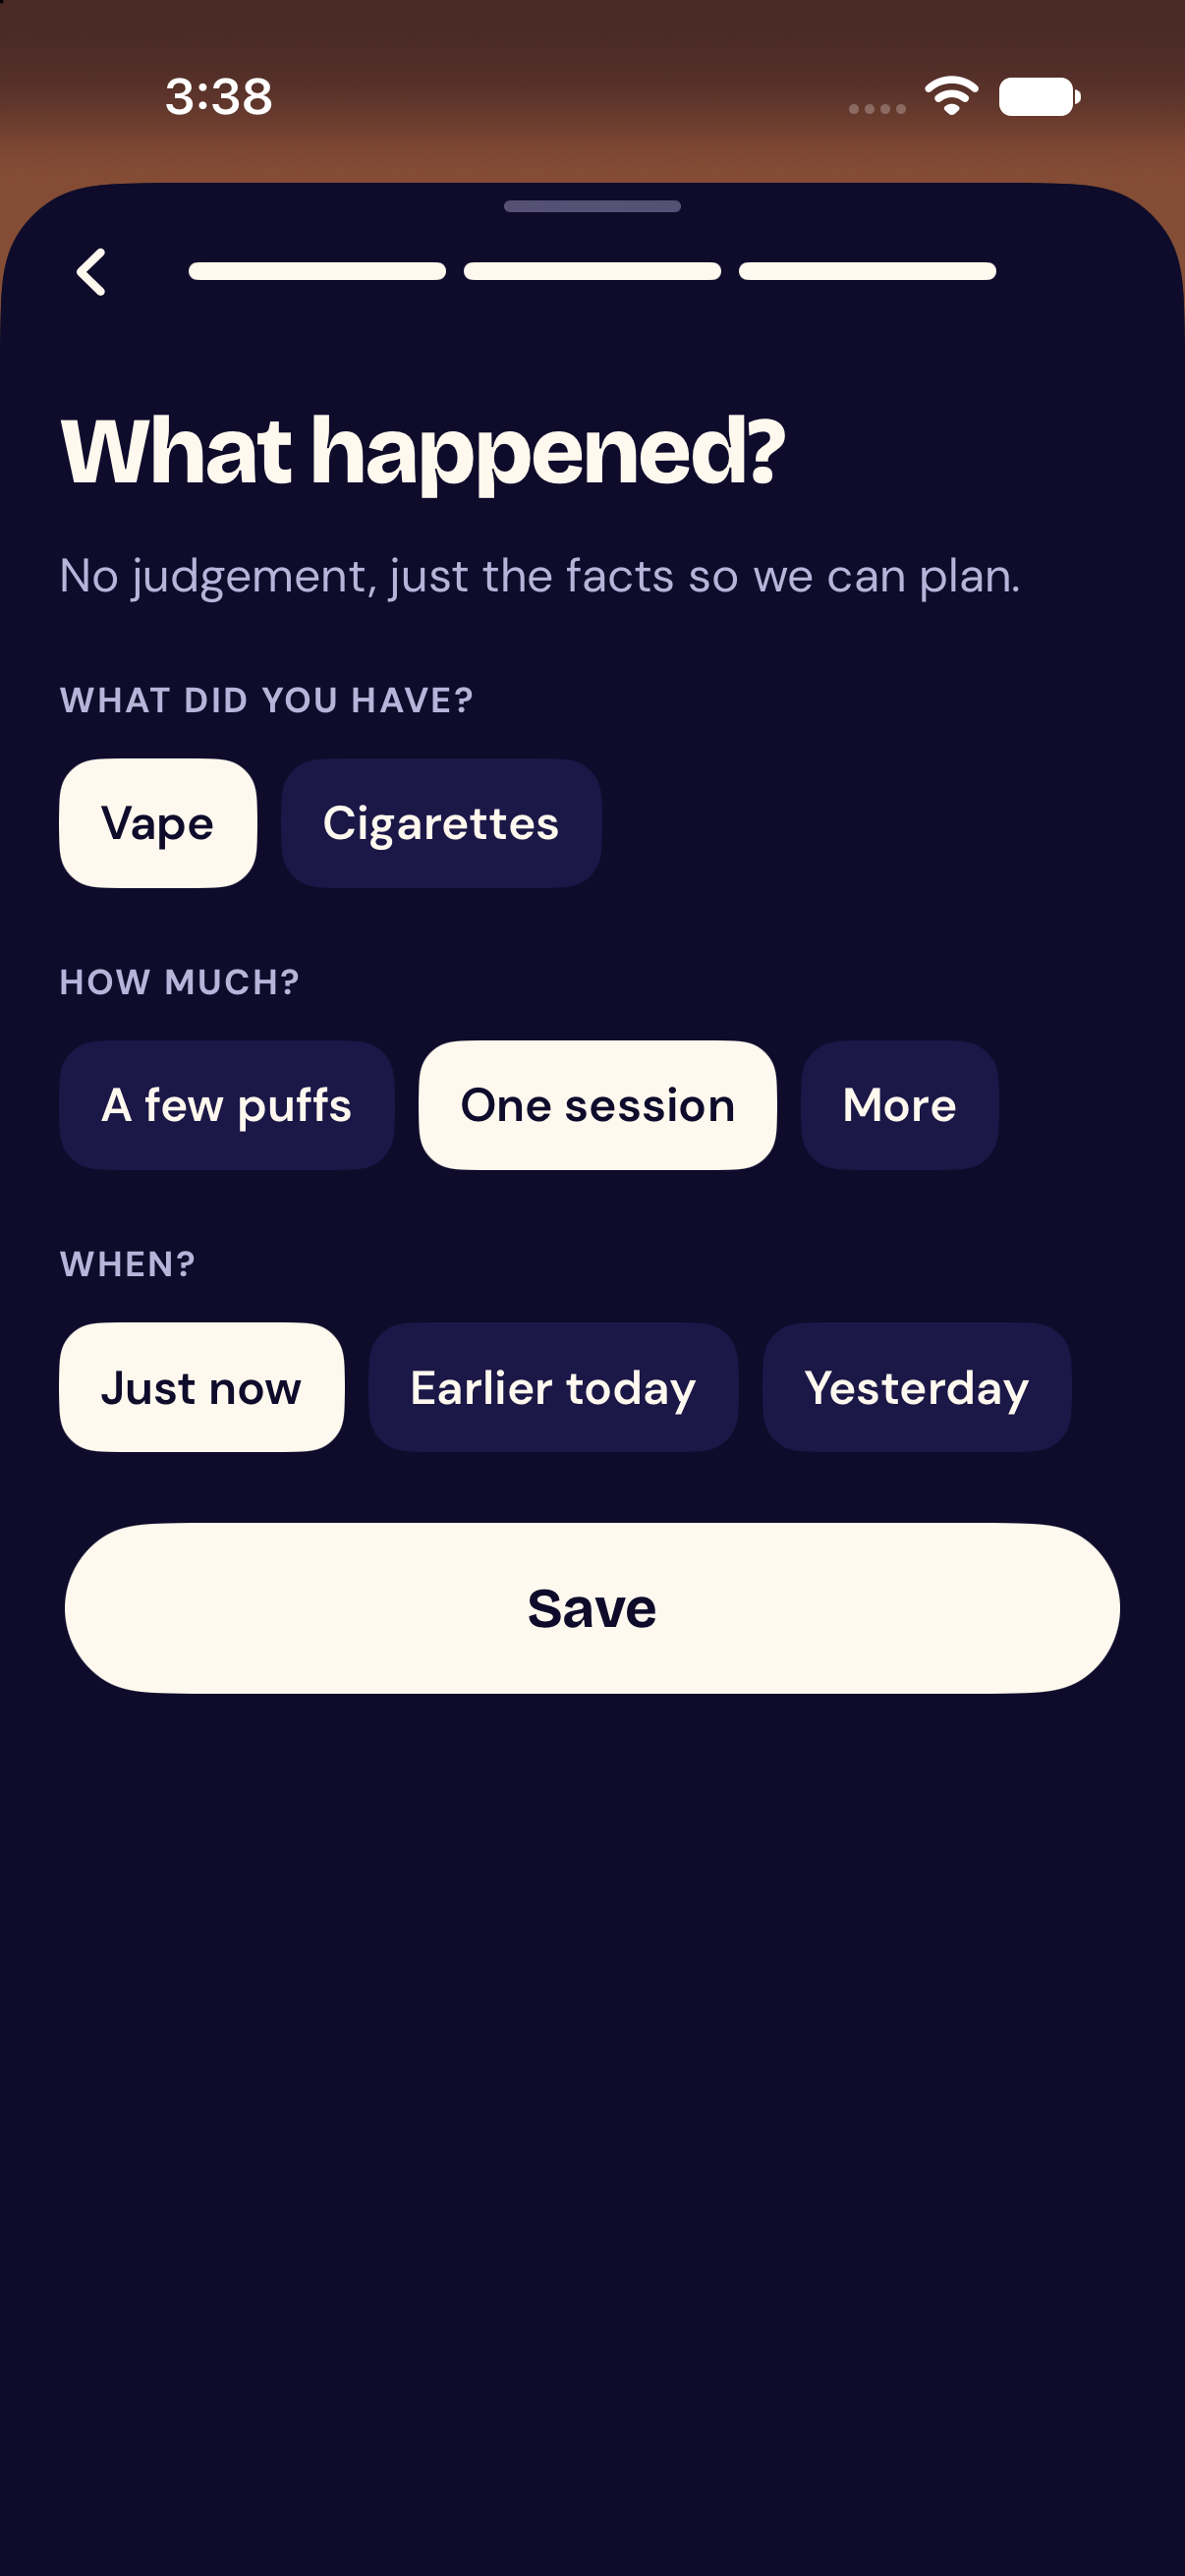 3:38
What happened?
No judgement, just the facts so we can plan.
WHAT DID YOU HAVE?
Vape Cigarettes
HOW MUCH?
A few puffs One session More
WHEN?
Just now Earlier today Yesterday
Save